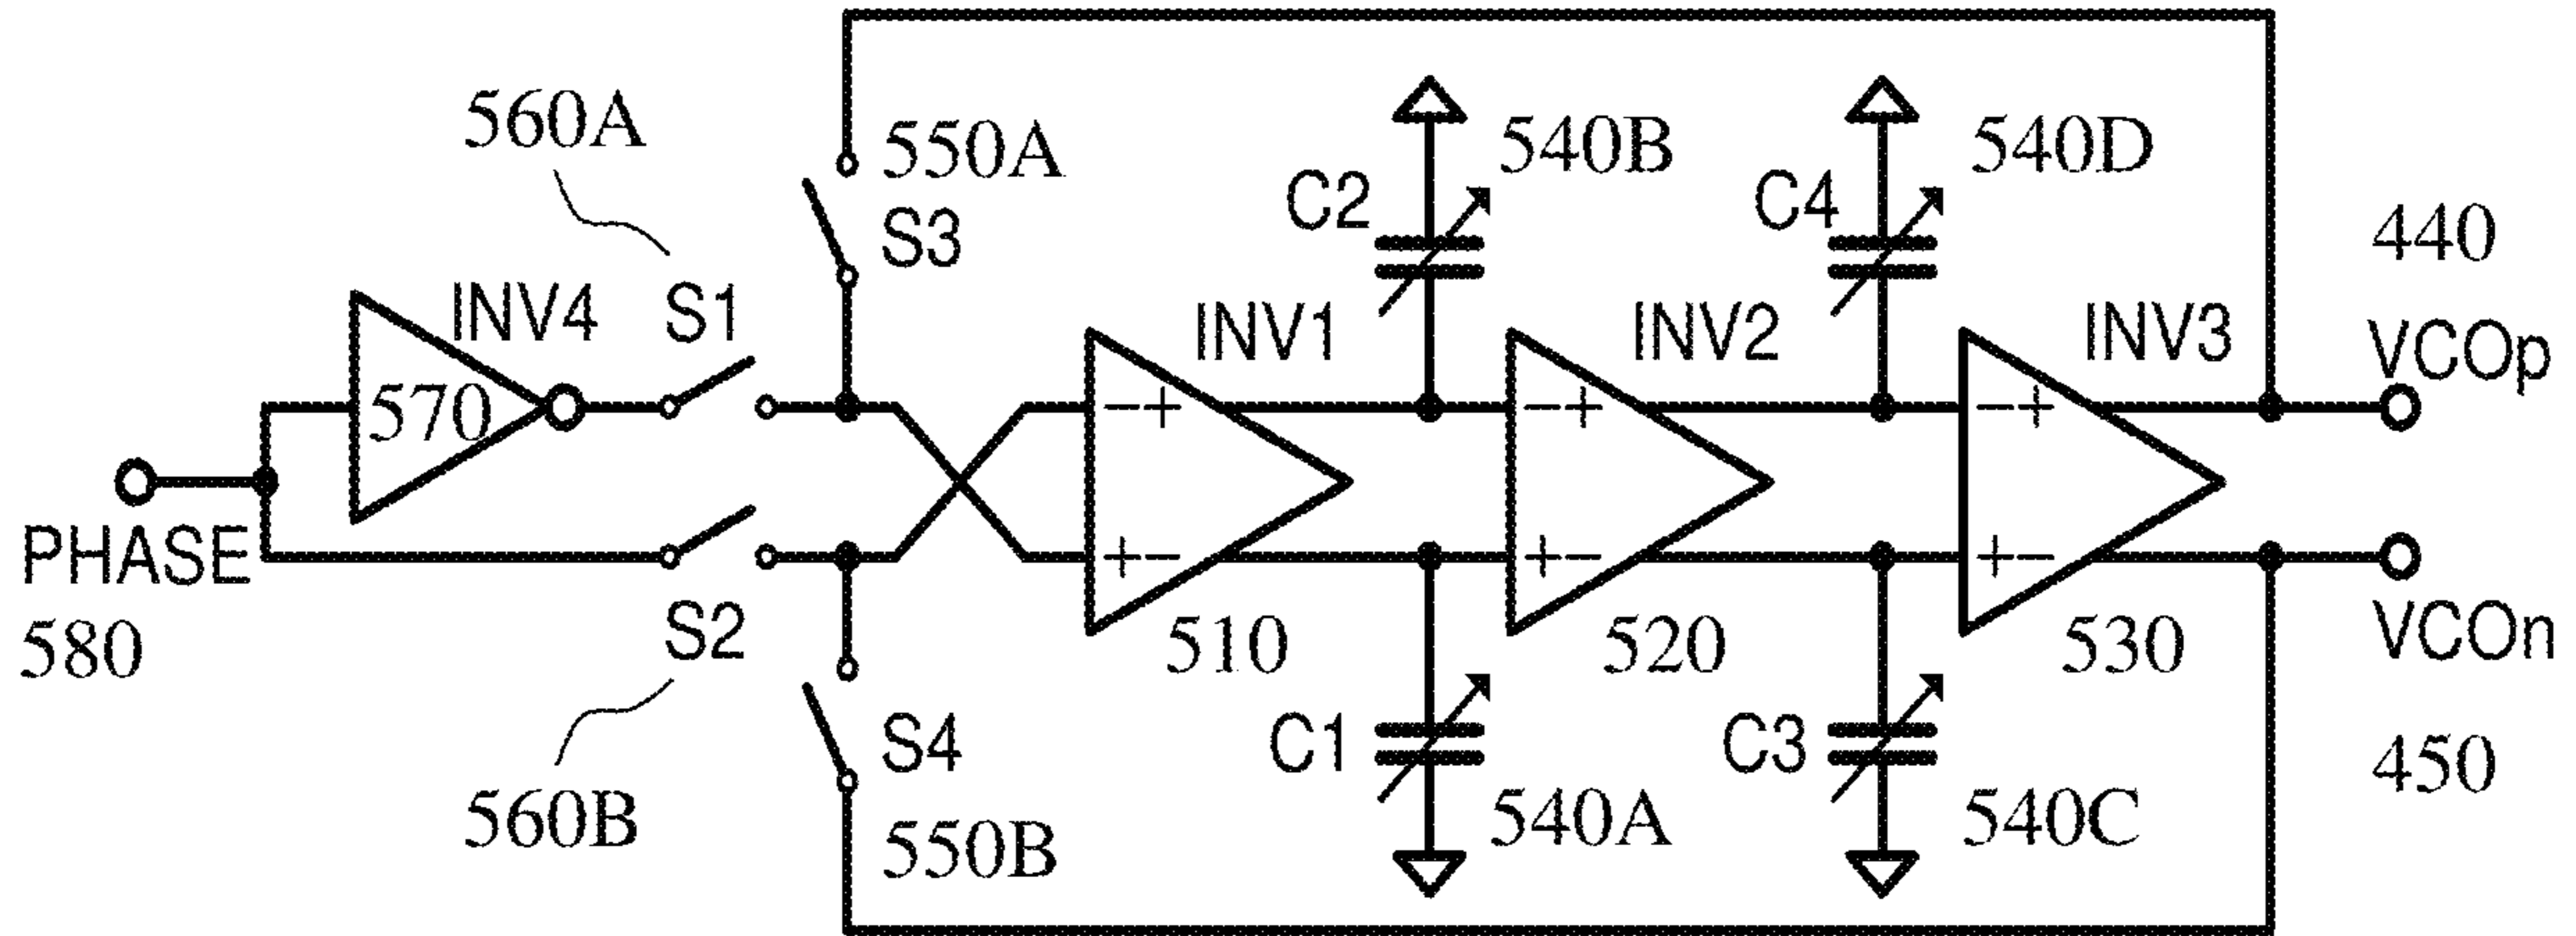 560A
550A
540B
540D
C2
C4
S3
440
INV4
S1
INV1
INV2
INV3
VCOp
570
−+
−+
−+
PHASE
+−
+−
+−
580
S2
510
520
530
VCOn
S4
C1
C3
450
560B
550B
540A
540C